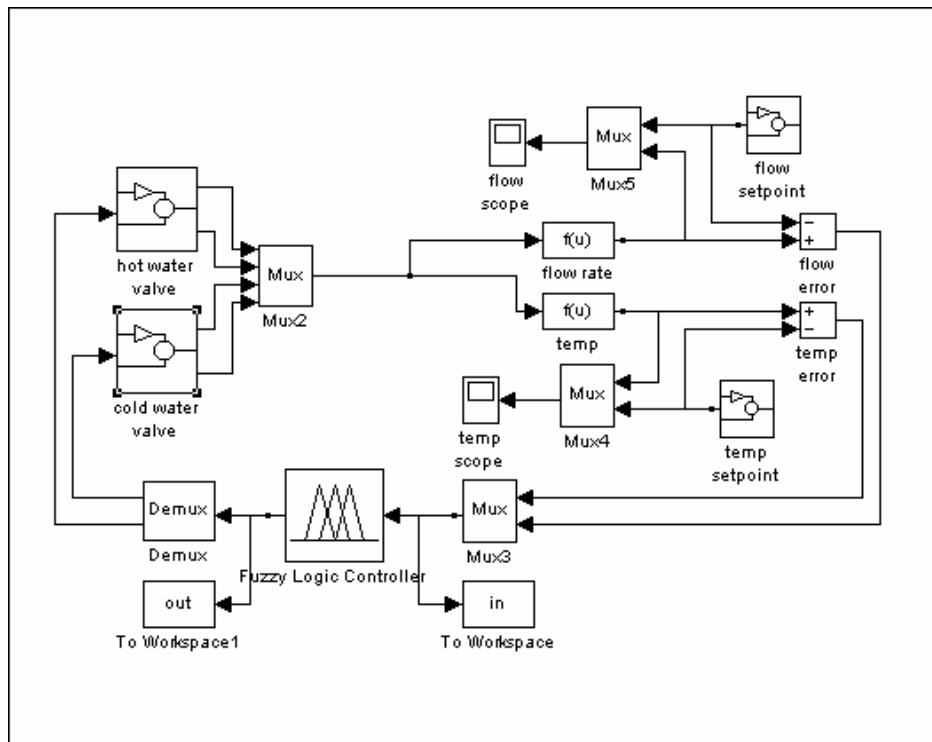 Mux
Mux5
flow
scope
flow
setpoint
hot water
valve
Mux
Mux2
f(u)
flow rate
−
+
flow
error
cold water
valve
f(u)
temp
+
−
temp
error
temp
scope
Mux
Mux4
temp
setpoint
Demux
Demux
Fuzzy Logic Controller
Mux
Mux3
out
To Workspace1
in
To Workspace